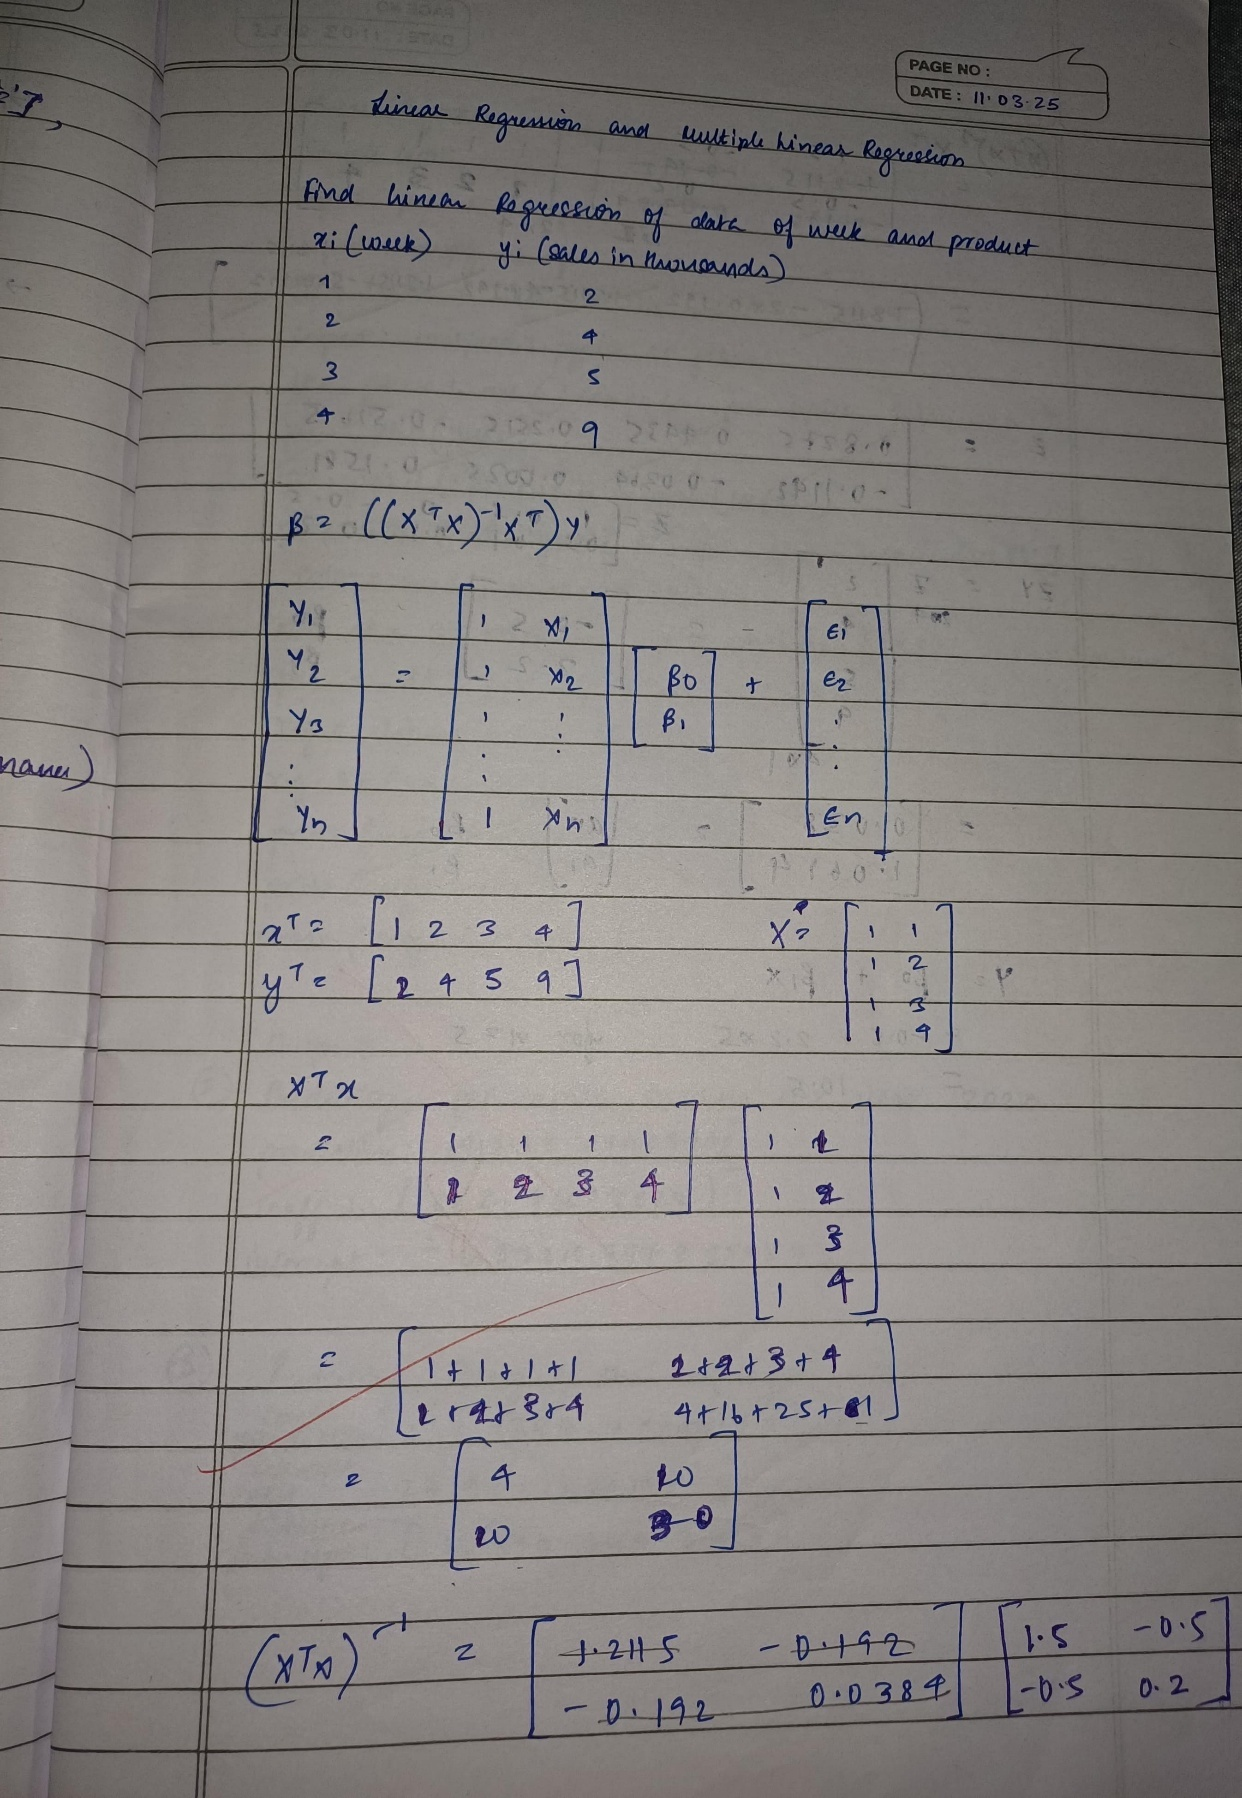 PAGE NO :
DATE : 11.03.25
Linear Regression and Multiple Linear Regression
Find Linear Regression of data of week and product
xi (week) yi (sales in thousands)
1 2
2 4
3 5
4 9
β = ((XᵀX)⁻¹Xᵀ)Y
[Y1 Y2 Y3 ⋮ Yn] = [1 X1 1 X2 ⋮ ⋮ 1 Xn] [β0 β1] + [ϵ1 ϵ2 ⋮ ϵn]
xᵀ = [1 2 3 4] X = [1 1
yᵀ = [2 4 5 9] 1 2
1 3
1 4]
Xᵀx
= [1 1 1 1 [1 1
1 2 3 4] 1 2
1 3
1 4]
= [1+1+1+1 1+2+3+4
1+2+3+4 4+16+25+81]
= [4 10
10 30]
(XᵀX)⁻¹ = [1.2115 -0.192 [1.5 -0.5
-0.192 0.0384] -0.5 0.2]
naues)